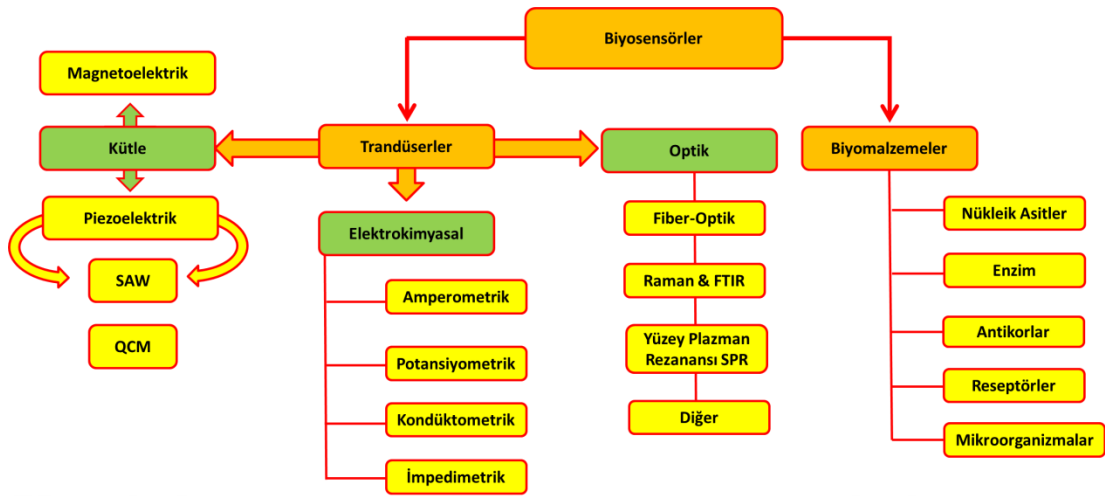 Biyosensörler
Magnetoelektrik
Kütle
Trandüserler
Optik
Biyomalzemeler
Piezoelektrik
SAW
QCM
Elektrokimyasal
Amperometrik
Potansiyometrik
Kondüktometrik
İmpedimetrik
Fiber-Optik
Raman & FTIR
Yüzey Plazman
Rezanansı SPR
Diğer
Nükleik Asitler
Enzim
Antikorlar
Reseptörler
Mikroorganizmalar